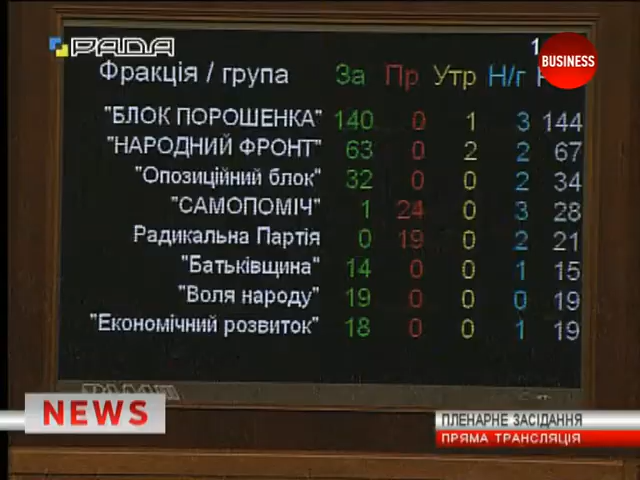 РАДА
1
BUSINESS
Фракція / група За Пр Утр Н/г
"БЛОК ПОРОШЕНКА" 140 0 1 3 144
"НАРОДНИЙ ФРОНТ" 63 0 2 2 67
"Опозиційний блок" 32 0 0 2 34
"САМОПОМІЧ" 1 24 0 3 28
Радикальна Партія 0 19 0 2 21
"Батьківщина" 14 0 0 1 15
"Воля народу" 19 0 0 0 19
"Економічний розвиток" 18 0 0 1 19
NEWS
ПЛЕНАРНЕ ЗАСІДАННЯ
ПРЯМА ТРАНСЛЯЦІЯ